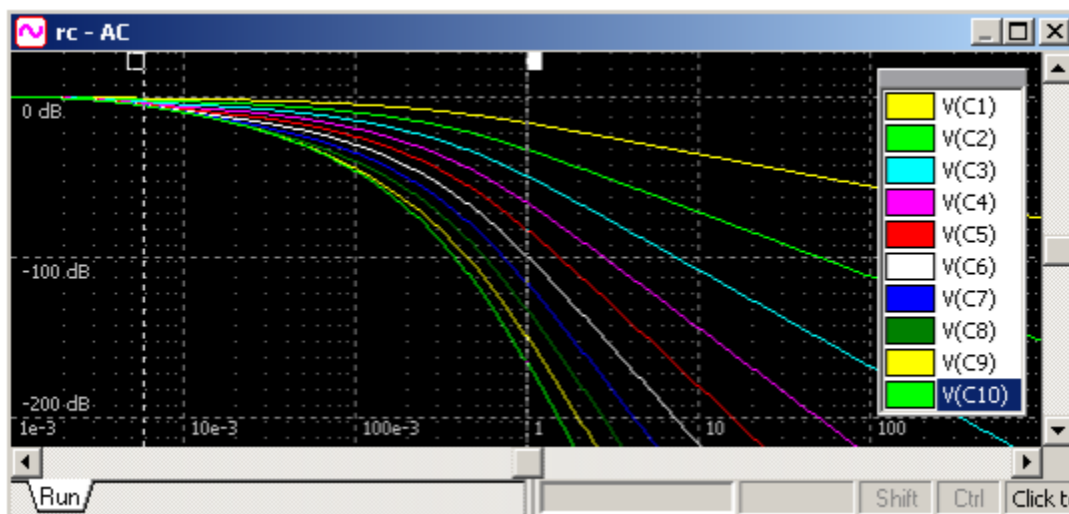 rc - AC
0 dB
-100 dB
-200 dB
1e-3 10e-3 100e-3 1 10 100
V(C1)
V(C2)
V(C3)
V(C4)
V(C5)
V(C6)
V(C7)
V(C8)
V(C9)
V(C10)
Run Shift Ctrl Click t